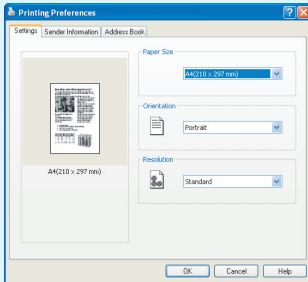 Printing Preferences
Settings Sender Information Address Book
Paper Size
A4(210 x 297 mm)
Orientation
Portrait
A4(210 x 297 mm)
Resolution
Standard
OK Cancel Help